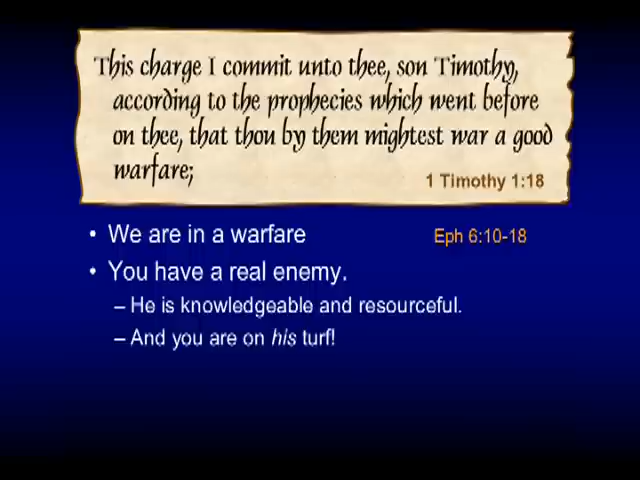 This charge I commit unto thee, son Timothy,
according to the prophecies which went before
on thee, that thou by them mightest war a good
warfare;
1 Timothy 1:18
• We are in a warfare
Eph 6:10-18
• You have a real enemy.
– He is knowledgeable and resourceful.
– And you are on his turf!